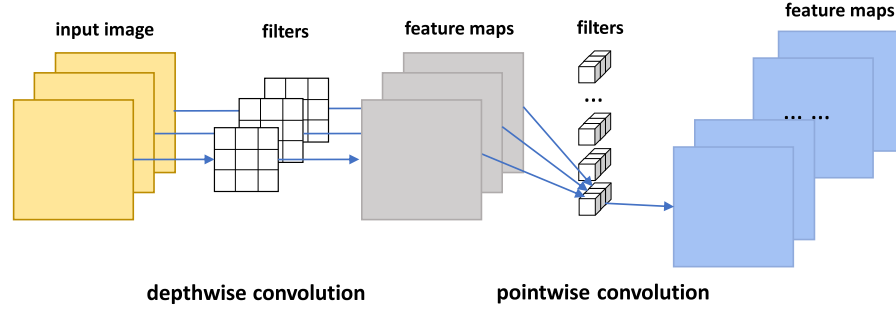 feature maps
input image
filters
feature maps
filters
...
... ...
depthwise convolution
pointwise convolution